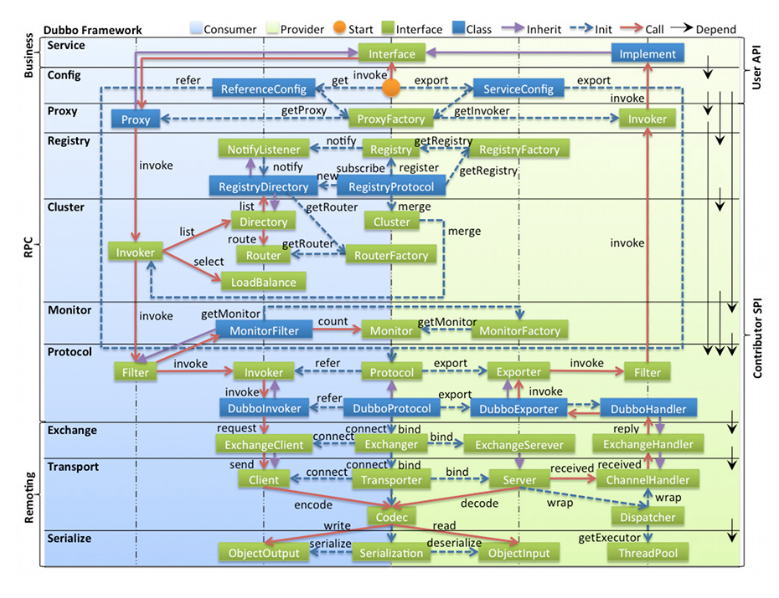 Dubbo Framework
Consumer
Provider
Start
Interface
Class
Inherit
Init
Call
Depend
Business
RPC
Remoting
User API
Contributor SPI
Service
Interface
Implement
Config
refer
ReferenceConfig
get
invoke
export
ServiceConfig
export
invoke
Proxy
Proxy
getProxy
ProxyFactory
getInvoker
Invoker
Registry
NotifyListener
notify
Registry
getRegistry
RegistryFactory
invoke
notify
subscribe
register
getRegistry
new
RegistryDirectory
RegistryProtocol
Cluster
list
getRouter
merge
list
Directory
Cluster
merge
route
getRouter
invoke
Invoker
Router
RouterFactory
select
LoadBalance
Monitor
getMonitor
invoke
MonitorFilter
count
Monitor
getMonitor
MonitorFactory
Protocol
Filter
invoke
Invoker
refer
Protocol
export
Exporter
invoke
Filter
invoke
refer
export
invoke
DubboInvoker
DubboProtocol
DubboExporter
DubboHandler
Exchange
request
connect
bind
reply
ExchangeClient
connect
Exchanger
bind
ExchangeSerever
ExchangeHandler
Transport
send
connect
bind
received
received
Client
connect
Transporter
bind
Server
ChannelHandler
encode
decode
wrap
wrap
Codec
Dispatcher
write
read
getExecutor
Serialize
ObjectOutput
serialize
Serialization
deserialize
ObjectInput
ThreadPool